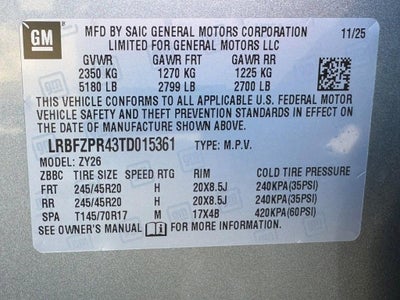 GM
MFD BY SAIC GENERAL MOTORS CORPORATION 11/25
LIMITED FOR GENERAL MOTORS LLC
GVWR GAWR FRT GAWR RR
2350 KG 1270 KG 1225 KG
5180 LB 2799 LB 2700 LB
THIS VEHICLE CONFORMS TO ALL APPLICABLE U.S. FEDERAL MOTOR
VEHICLE SAFETY AND THEFT PREVENTION STANDARDS IN EFFECT ON
THE DATE OF MANUFACTURE SHOWN ABOVE.
LRBFZPR43TD015361 TYPE: M.P.V.
MODEL: ZY26
ZBBC TIRE SIZE SPEED RTG RIM COLD TIRE PRESSURE
FRT 245/45R20 H 20X8.5J 240KPA(35PSI)
RR 245/45R20 H 20X8.5J 240KPA(35PSI)
SPA T145/70R17 M 17X4B 420KPA(60PSI)
SEE OWNER'S MANUAL FOR MORE INFORMATION.